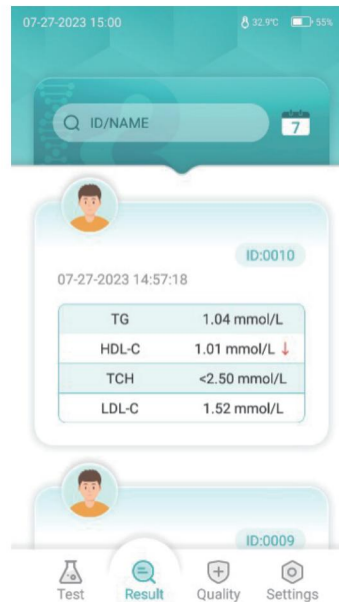 07-27-2023 15:00 32.9°C 55%
ID/NAME 7
ID:0010
07-27-2023 14:57:18
TG 1.04 mmol/L
HDL-C 1.01 mmol/L ↓
TCH <2.50 mmol/L
LDL-C 1.52 mmol/L
ID:0009
Test Result Quality Settings